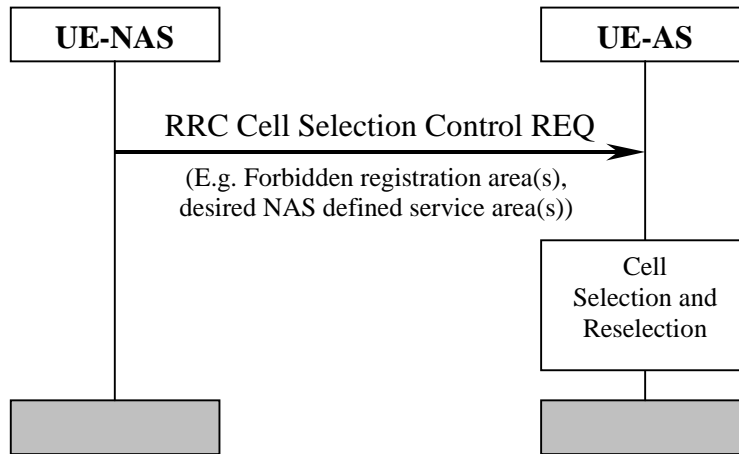 UE-NAS
UE-AS
RRC Cell Selection Control REQ
(E.g. Forbidden registration area(s),
desired NAS defined service area(s))
Cell
Selection and
Reselection